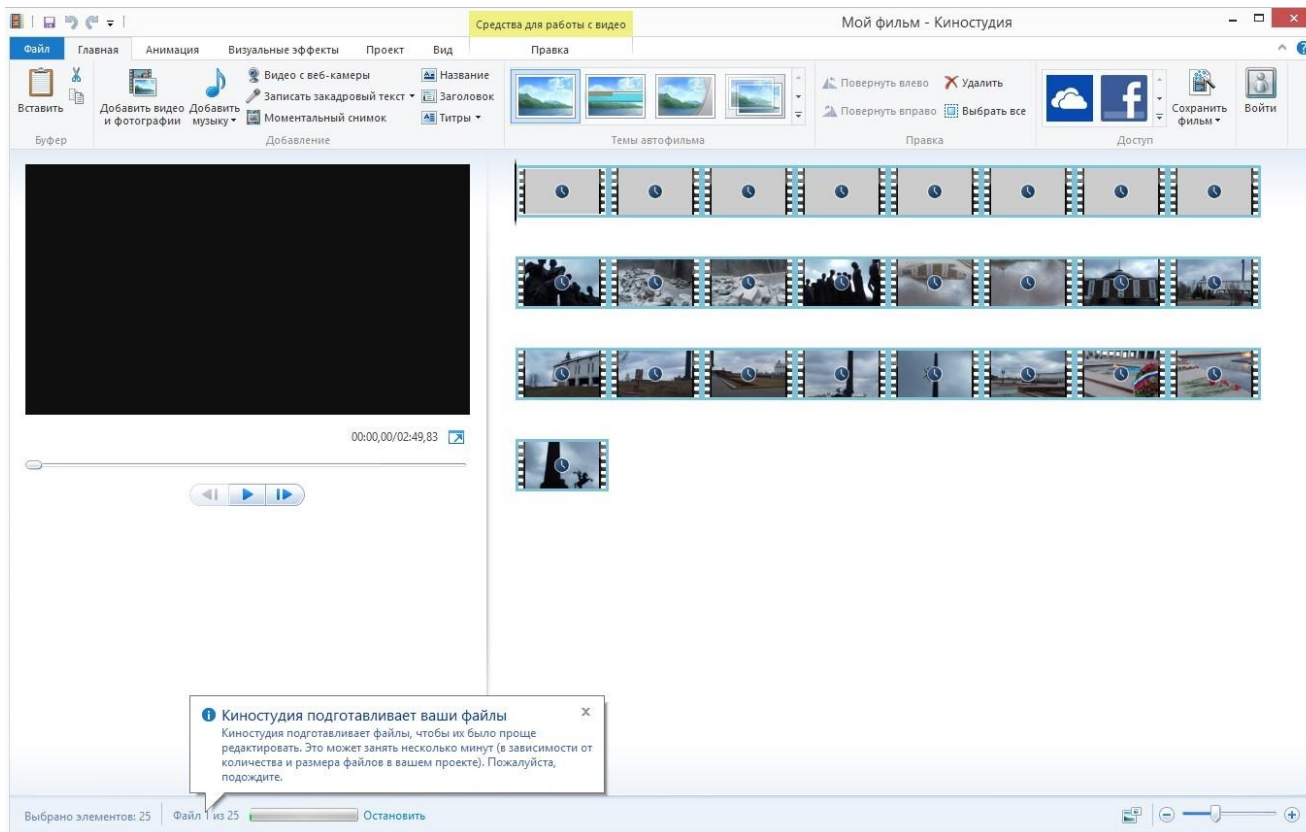 Средства для работы с видео
Мой фильм - Киностудия
Файл
Главная
Анимация
Визуальные эффекты
Проект
Вид
Правка
Вставить
Буфер
Добавить видео
и фотографии
Добавить
музыку
Видео с веб-камеры
Записать закадровый текст
Моментальный снимок
Название
Заголовок
Титры
Добавление
Темы автофильма
Повернуть влево
Повернуть вправо
Удалить
Выбрать все
Правка
Доступ
Сохранить
фильм
Войти
00:00,00/02:49,83
Киностудия подготавливает ваши файлы
Киностудия подготавливает файлы, чтобы их было проще
редактировать. Это может занять несколько минут (в зависимости от
количества и размера файлов в вашем проекте). Пожалуйста,
подождите.
Выбрано элементов: 25
Файл 1 из 25
Остановить